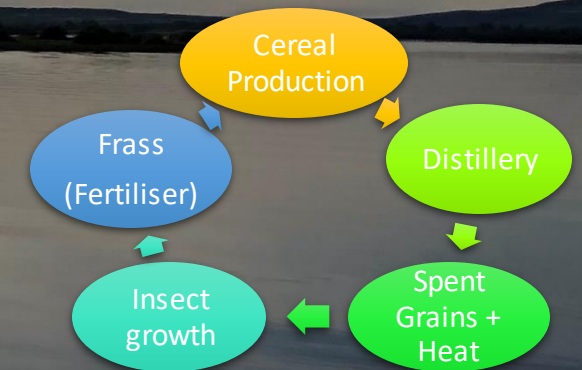 Cereal
Production
Distillery
Spent
Grains +
Heat
Insect
growth
Frass
(Fertiliser)